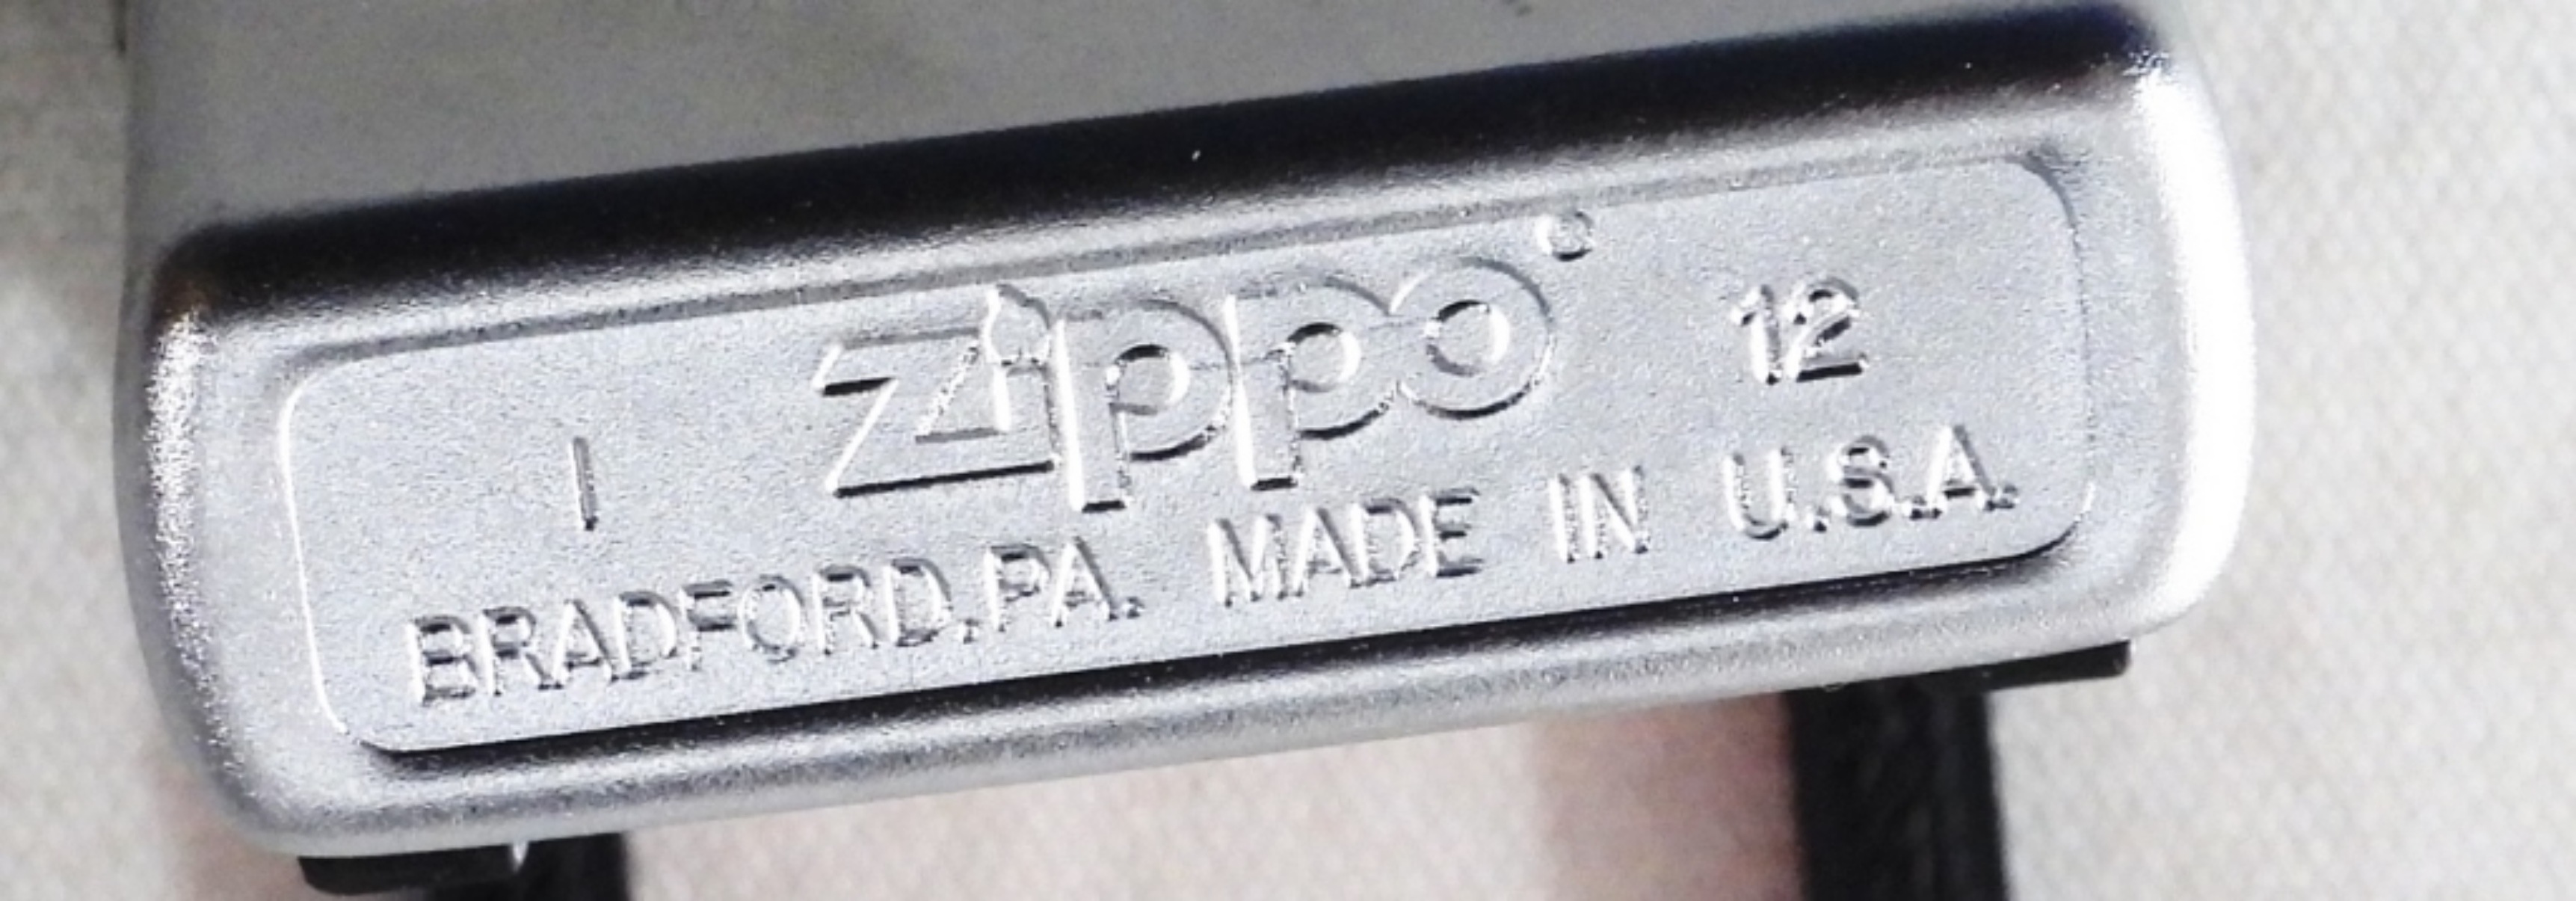 I Zippo® 12
BRADFORD,PA. MADE IN U.S.A.